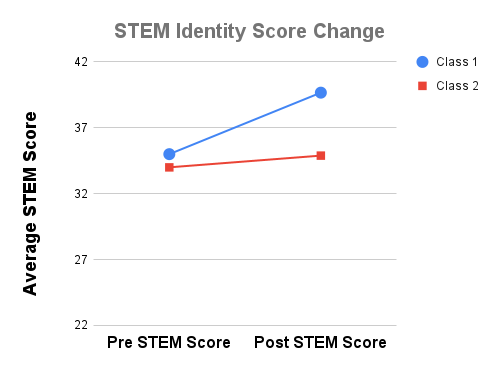 STEM Identity Score Change
Class 1
Class 2
Average STEM Score
42
37
32
27
22
Pre STEM Score
Post STEM Score